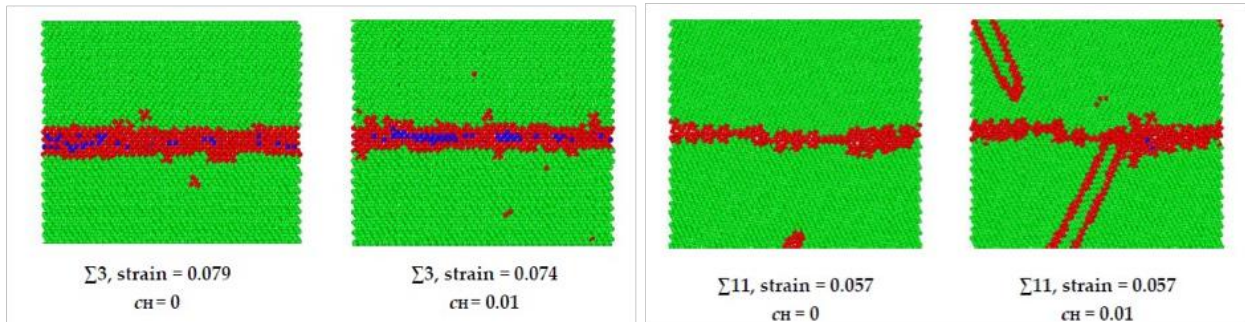 ∑3, strain = 0.079
cH = 0
∑3, strain = 0.074
cH = 0.01
∑11, strain = 0.057
cH = 0
∑11, strain = 0.057
cH = 0.01